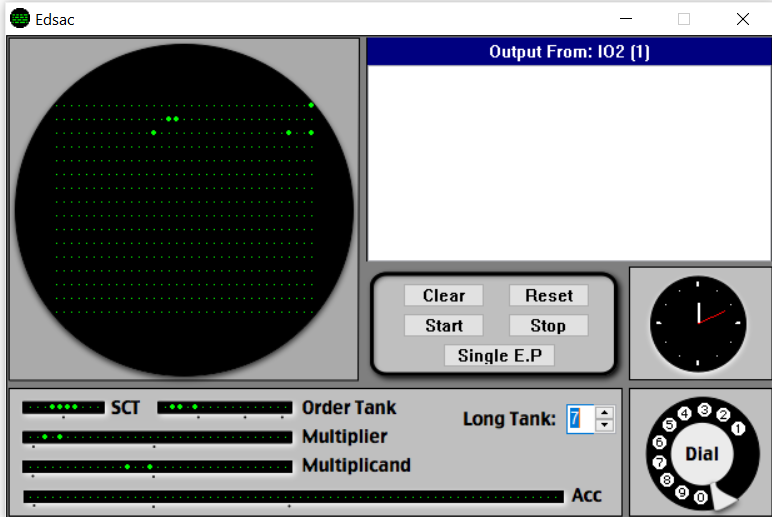 Edsac
Output From: IO2 (1)
Clear
Reset
Start
Stop
Single E.P
SCT
Order Tank
Long Tank: 7
Multiplier
Multiplicand
Acc
Dial
1
2
3
4
5
6
7
8
9
0